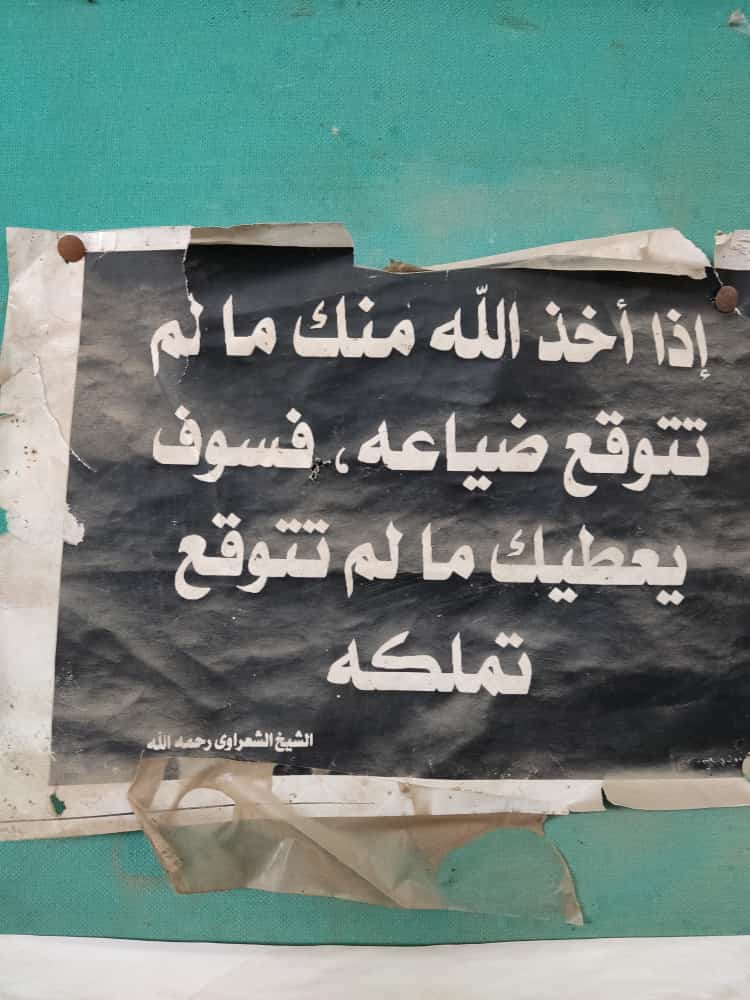 إذا أخذ الله منك ما لم
تتوقع ضياعه، فسوف
يعطيك ما لم تتوقع
تملكه
الشيخ الشعراوى رحمه الله